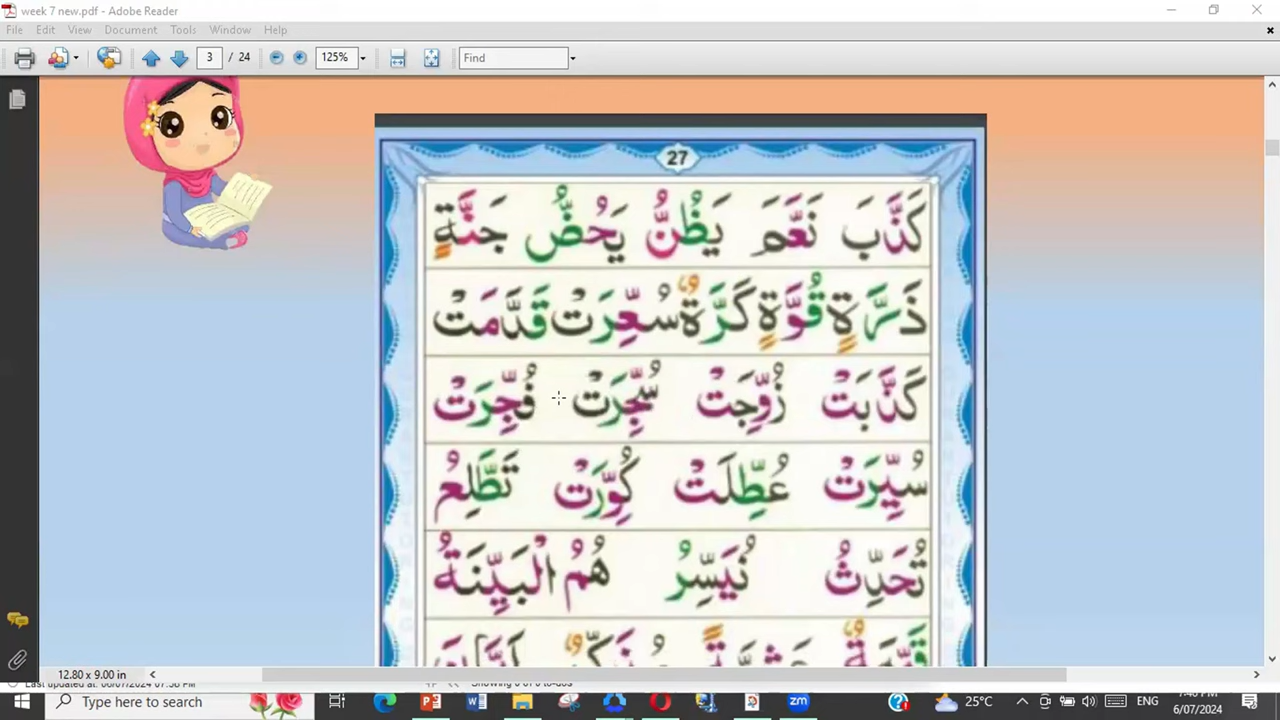 week 7 new.pdf - Adobe Reader
File Edit View Document Tools Window Help
3 / 24 125% Find
27
كَذَّبَ نَعَّمَ يَظُنُّ يَحُضُّ جَنَّةٍ
ذَرَّةٍ قُوَّةٍ كَرَّةٌ سُعِّرَتْ قَدَّمَتْ
كَذَّبَتْ زُوِّجَتْ سُجِّرَتْ فُجِّرَتْ
سُيِّرَتْ عُطِّلَتْ كُوِّرَتْ تَطَّلِعُ
تُحَدِّثُ نُيَسِّرُ هُمُ الْبَيِّنَةُ
12.80 x 9.00 in
Type here to search
25°C ENG
6/07/2024